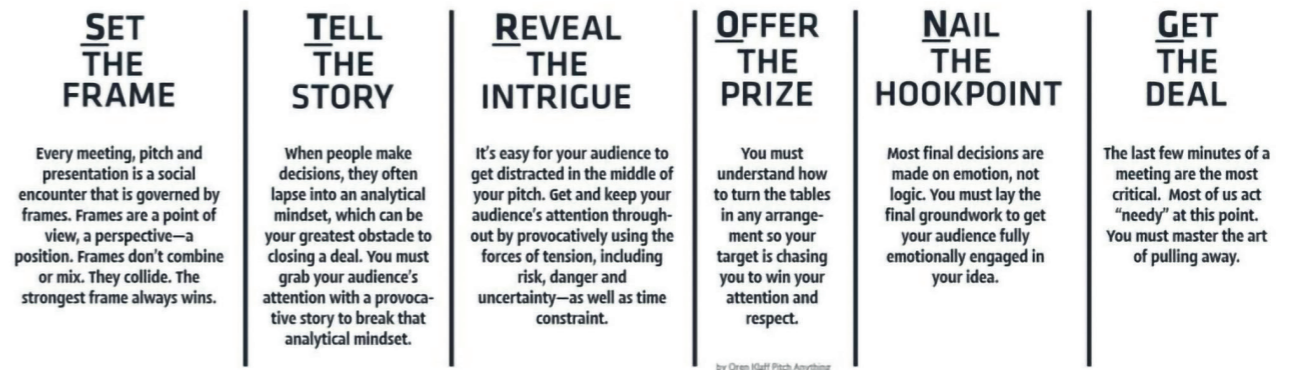 SET
THE
FRAME
Every meeting, pitch and
presentation is a social
encounter that is governed by
frames. Frames are a point of
view, a perspective—a
position. Frames don't combine
or mix. They collide. The
strongest frame always wins.
TELL
THE
STORY
When people make
decisions, they often
lapse into an analytical
mindset, which can be
your greatest obstacle to
closing a deal. You must
grab your audience's
attention with a provoca-
tive story to break that
analytical mindset.
REVEAL
THE
INTRIGUE
It's easy for your audience to
get distracted in the middle of
your pitch. Get and keep your
audience's attention through-
out by provocatively using the
forces of tension, including
risk, danger and
uncertainty—as well as time
constraint.
OFFER
THE
PRIZE
You must
understand how
to turn the tables
in any arrange-
ment so your
target is chasing
you to win your
attention and
respect.
by Oren Klaff Pitch Anything
NAIL
THE
HOOKPOINT
Most final decisions are
made on emotion, not
logic. You must lay the
final groundwork to get
your audience fully
emotionally engaged in
your idea.
GET
THE
DEAL
The last few minutes of a
meeting are the most
critical. Most of us act
“needy” at this point.
You must master the art
of pulling away.